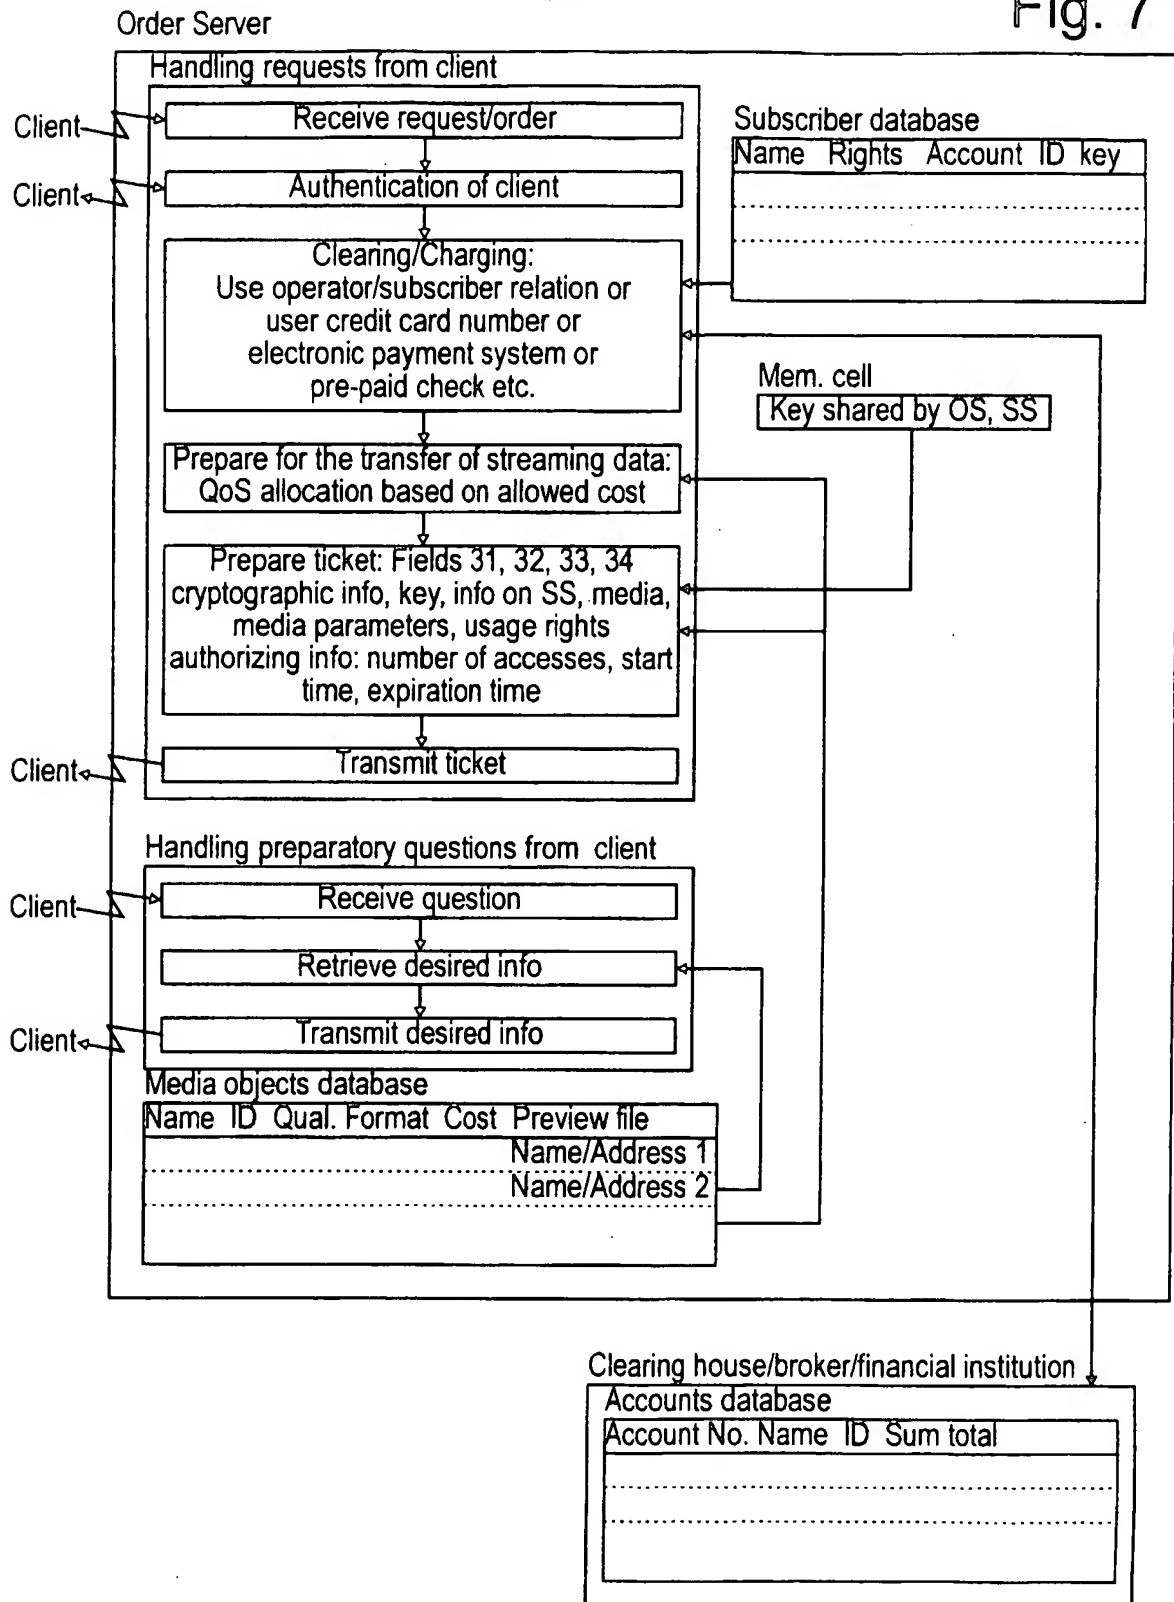 Fig. 7
Order Server
Handling requests from client
Client
Receive request/order
Client
Authentication of client
Clearing/Charging:
Use operator/subscriber relation or
user credit card number or
electronic payment system or
pre-paid check etc.
Subscriber database
Name Rights Account ID key
Mem. cell
Key shared by OS, SS
Prepare for the transfer of streaming data:
QoS allocation based on allowed cost
Prepare ticket: Fields 31, 32, 33, 34
cryptographic info, key, info on SS, media,
media parameters, usage rights
authorizing info: number of accesses, start
time, expiration time
Client
Transmit ticket
Handling preparatory questions from client
Client
Receive question
Retrieve desired info
Client
Transmit desired info
Media objects database
Name ID Qual. Format Cost Preview file
Name/Address 1
Name/Address 2
Clearing house/broker/financial institution
Accounts database
Account No. Name ID Sum total